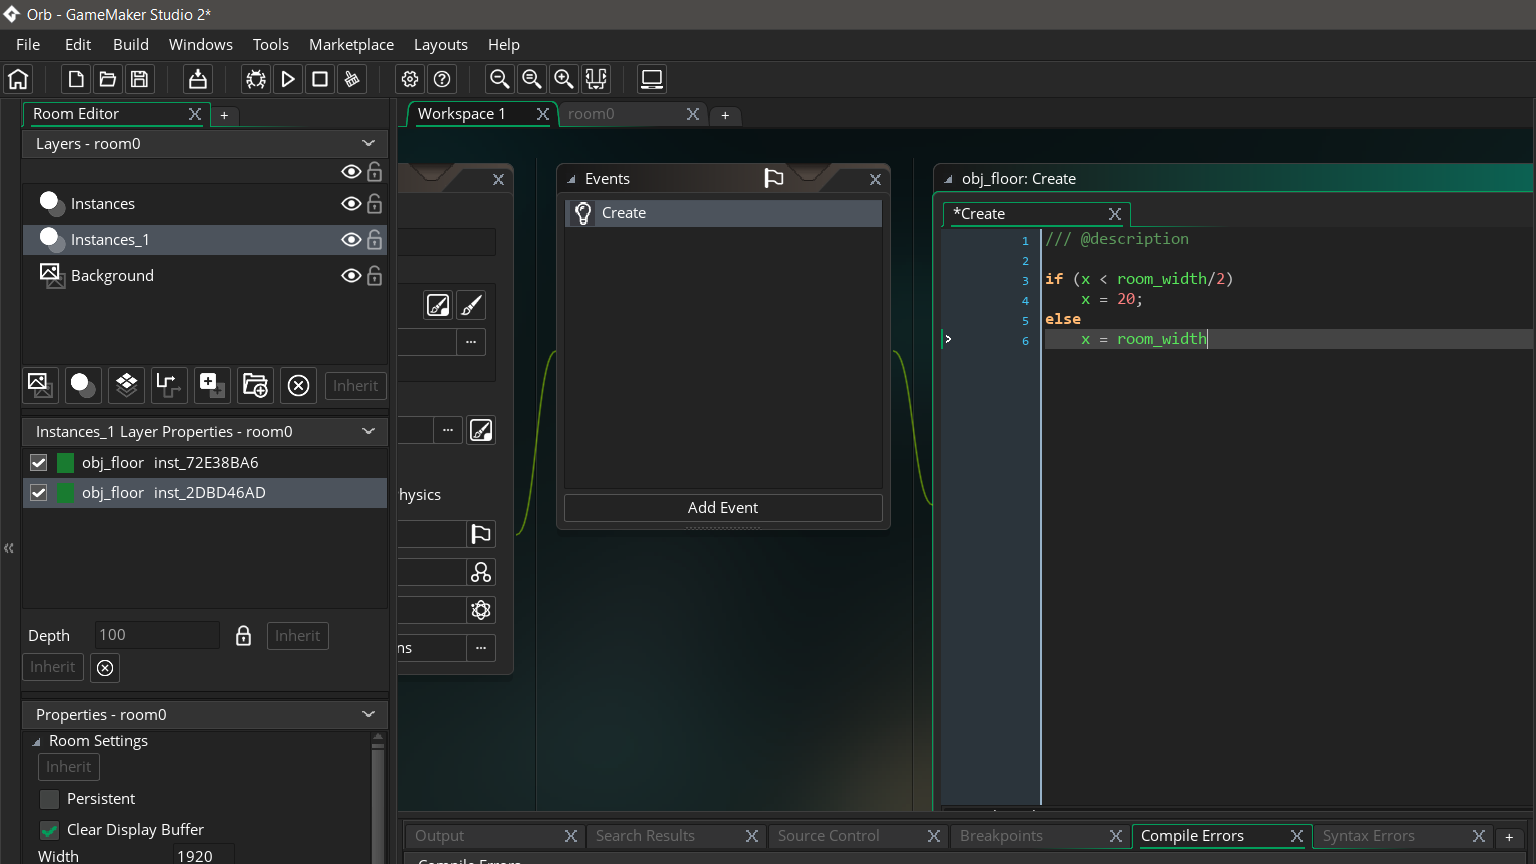 Orb - GameMaker Studio 2*
File Edit Build Windows Tools Marketplace Layouts Help
Room Editor
+
Workspace 1
room0
+
Layers - room0
Instances
Instances_1
Background
Inherit
Instances_1 Layer Properties - room0
obj_floor inst_72E38BA6
obj_floor inst_2DBD46AD
Depth 100 Inherit
Inherit
Properties - room0
Room Settings
Inherit
Persistent
Clear Display Buffer
Width 1920
...
...
hysics
ns ...
Events
Create
Add Event
obj_floor: Create
*Create
1 /// @description
2
3 if (x < room_width/2)
4 x = 20;
5 else
6 x = room_width
Output Search Results Source Control Breakpoints Compile Errors Syntax Errors +
Compile Errors